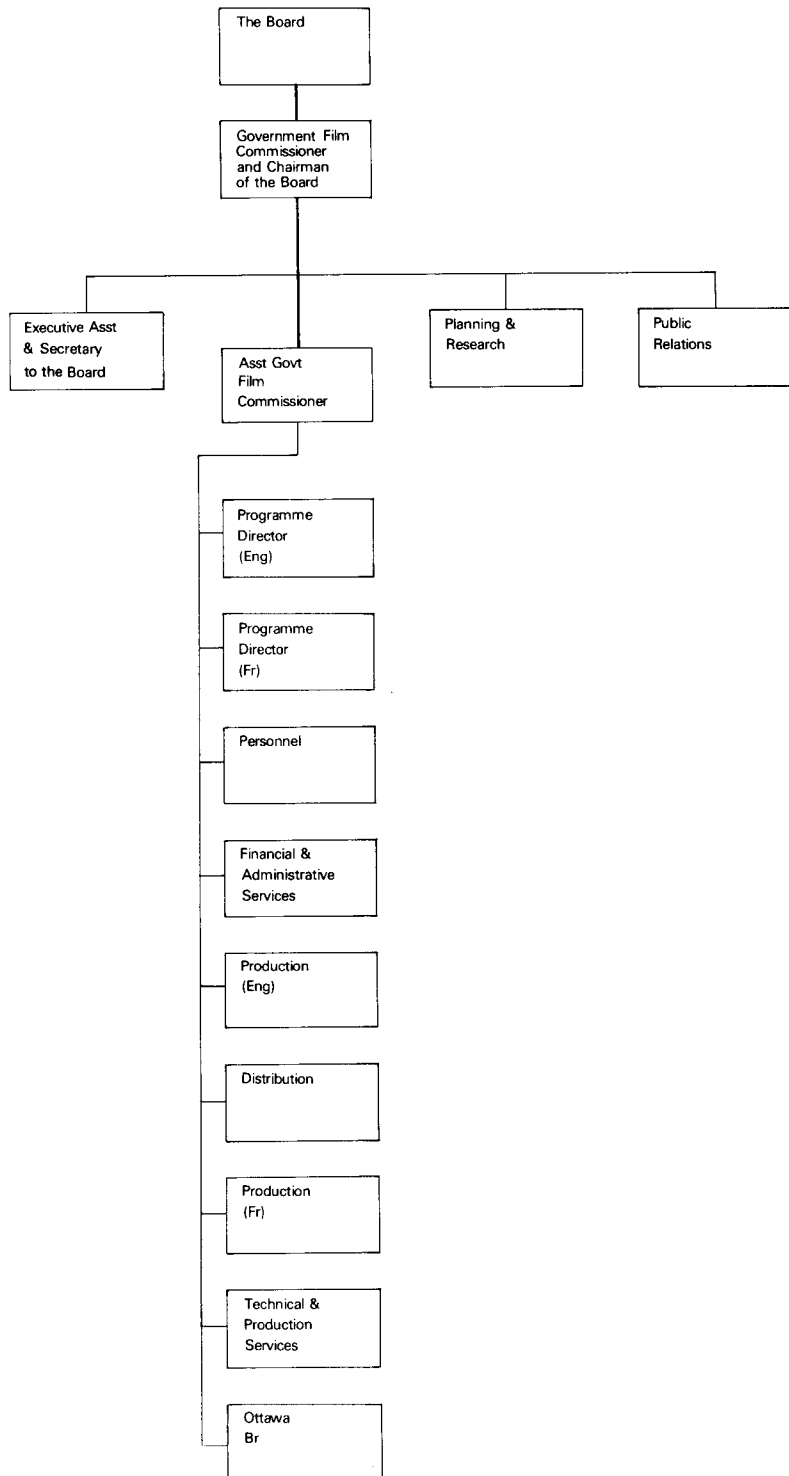 The Board
Government Film
Commissioner
and Chairman
of the Board
Executive Asst
& Secretary
to the Board
Asst Govt
Film
Commissioner
Planning &
Research
Public
Relations
Programme
Director
(Eng)
Programme
Director
(Fr)
Personnel
Financial &
Administrative
Services
Production
(Eng)
Distribution
Production
(Fr)
Technical &
Production
Services
Ottawa
Br